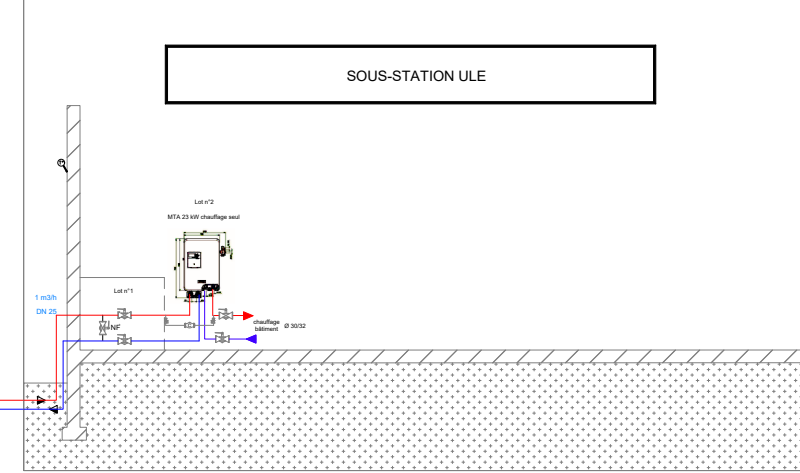 SOUS-STATION ULE
Lot n°2
MTA 23 kW chauffage seul
Lot n°1
1 m3/h
DN 25
NF
chauffage
bâtiment
Ø 30/32